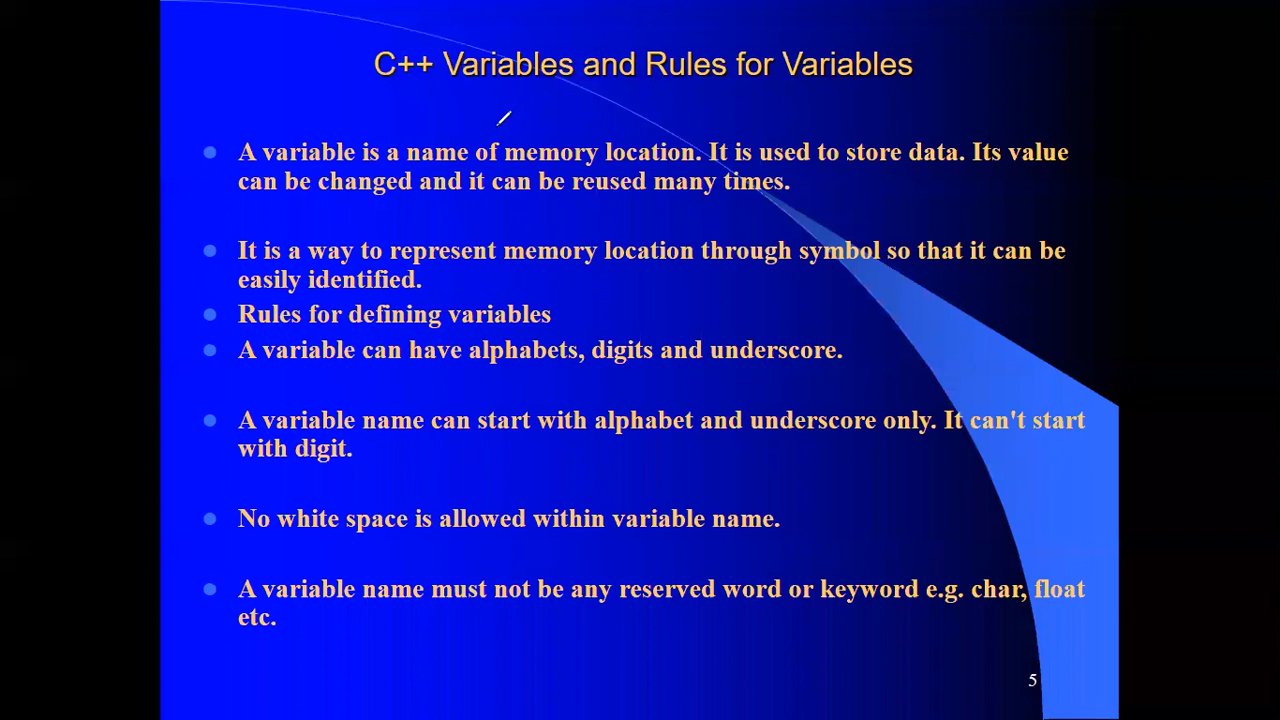 C++ Variables and Rules for Variables
A variable is a name of memory location. It is used to store data. Its value
can be changed and it can be reused many times.
It is a way to represent memory location through symbol so that it can be
easily identified.
Rules for defining variables
A variable can have alphabets, digits and underscore.
A variable name can start with alphabet and underscore only. It can't start
with digit.
No white space is allowed within variable name.
A variable name must not be any reserved word or keyword e.g. char, float
etc.
5